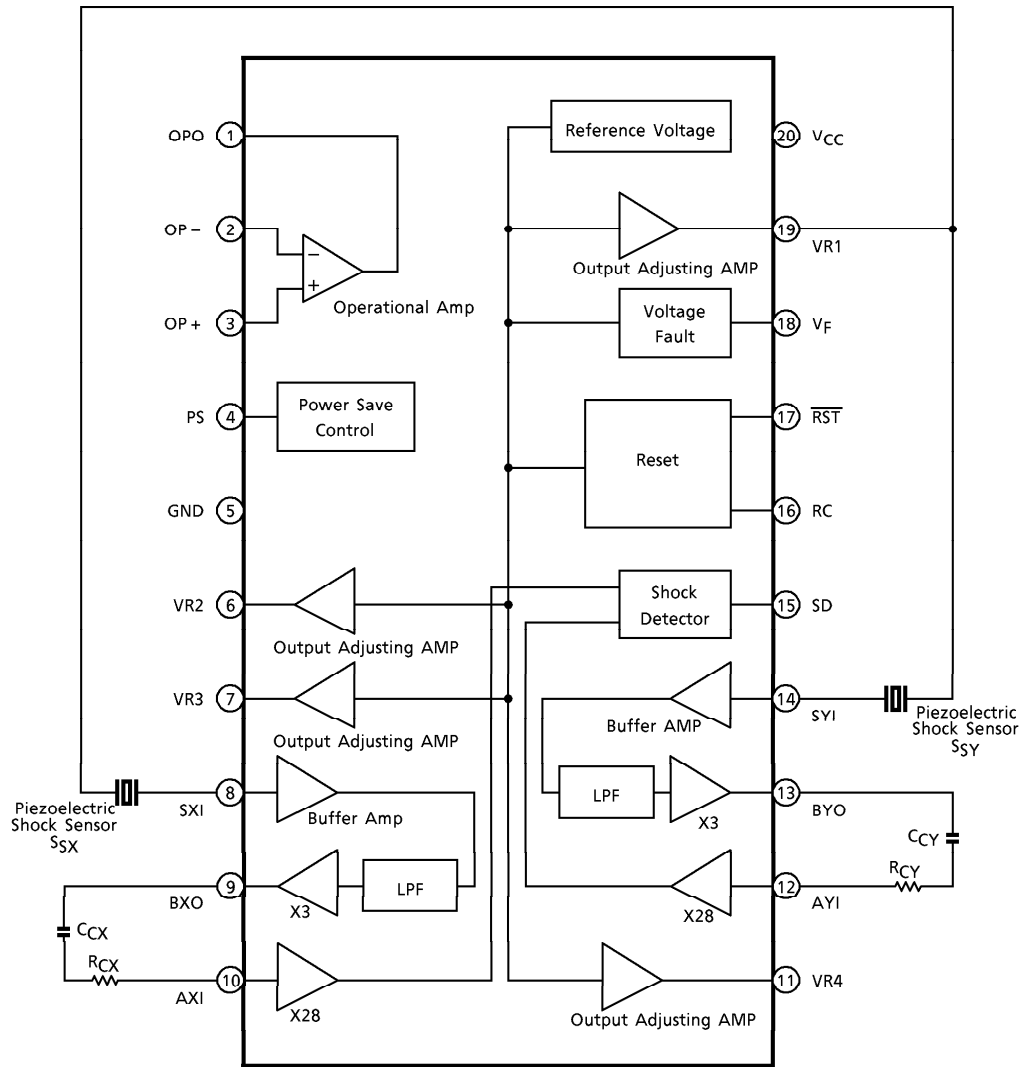 OPO 1
OP− 2
OP+ 3
PS 4
GND 5
VR2 6
VR3 7
SXI 8
BXO 9
AXI 10
−
+
Operational Amp
Power Save
Control
Output Adjusting AMP
Output Adjusting AMP
Buffer Amp
X3
LPF
X28
Piezoelectric
Shock Sensor
SSX
CCX
RCX
Reference Voltage
Output Adjusting AMP
Voltage
Fault
Reset
Shock
Detector
Buffer AMP
LPF
X3
X28
Output Adjusting AMP
20 VCC
19 VR1
18 VF
17 RST
16 RC
15 SD
14 SYI
13 BYO
12 AYI
11 VR4
Piezoelectric
Shock Sensor
SSY
CCY
RCY